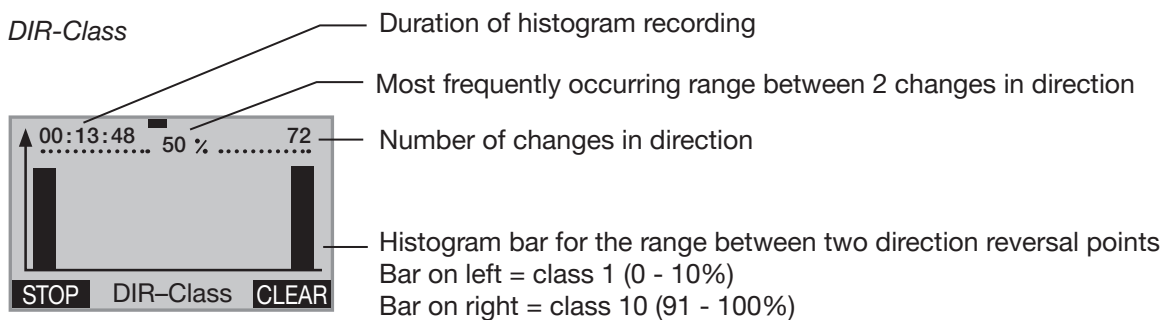 DIR-Class
Duration of histogram recording
Most frequently occurring range between 2 changes in direction
00:13:48
50 %
72
Number of changes in direction
Histogram bar for the range between two direction reversal points
Bar on left = class 1 (0 - 10%)
Bar on right = class 10 (91 - 100%)
STOP DIR–Class CLEAR